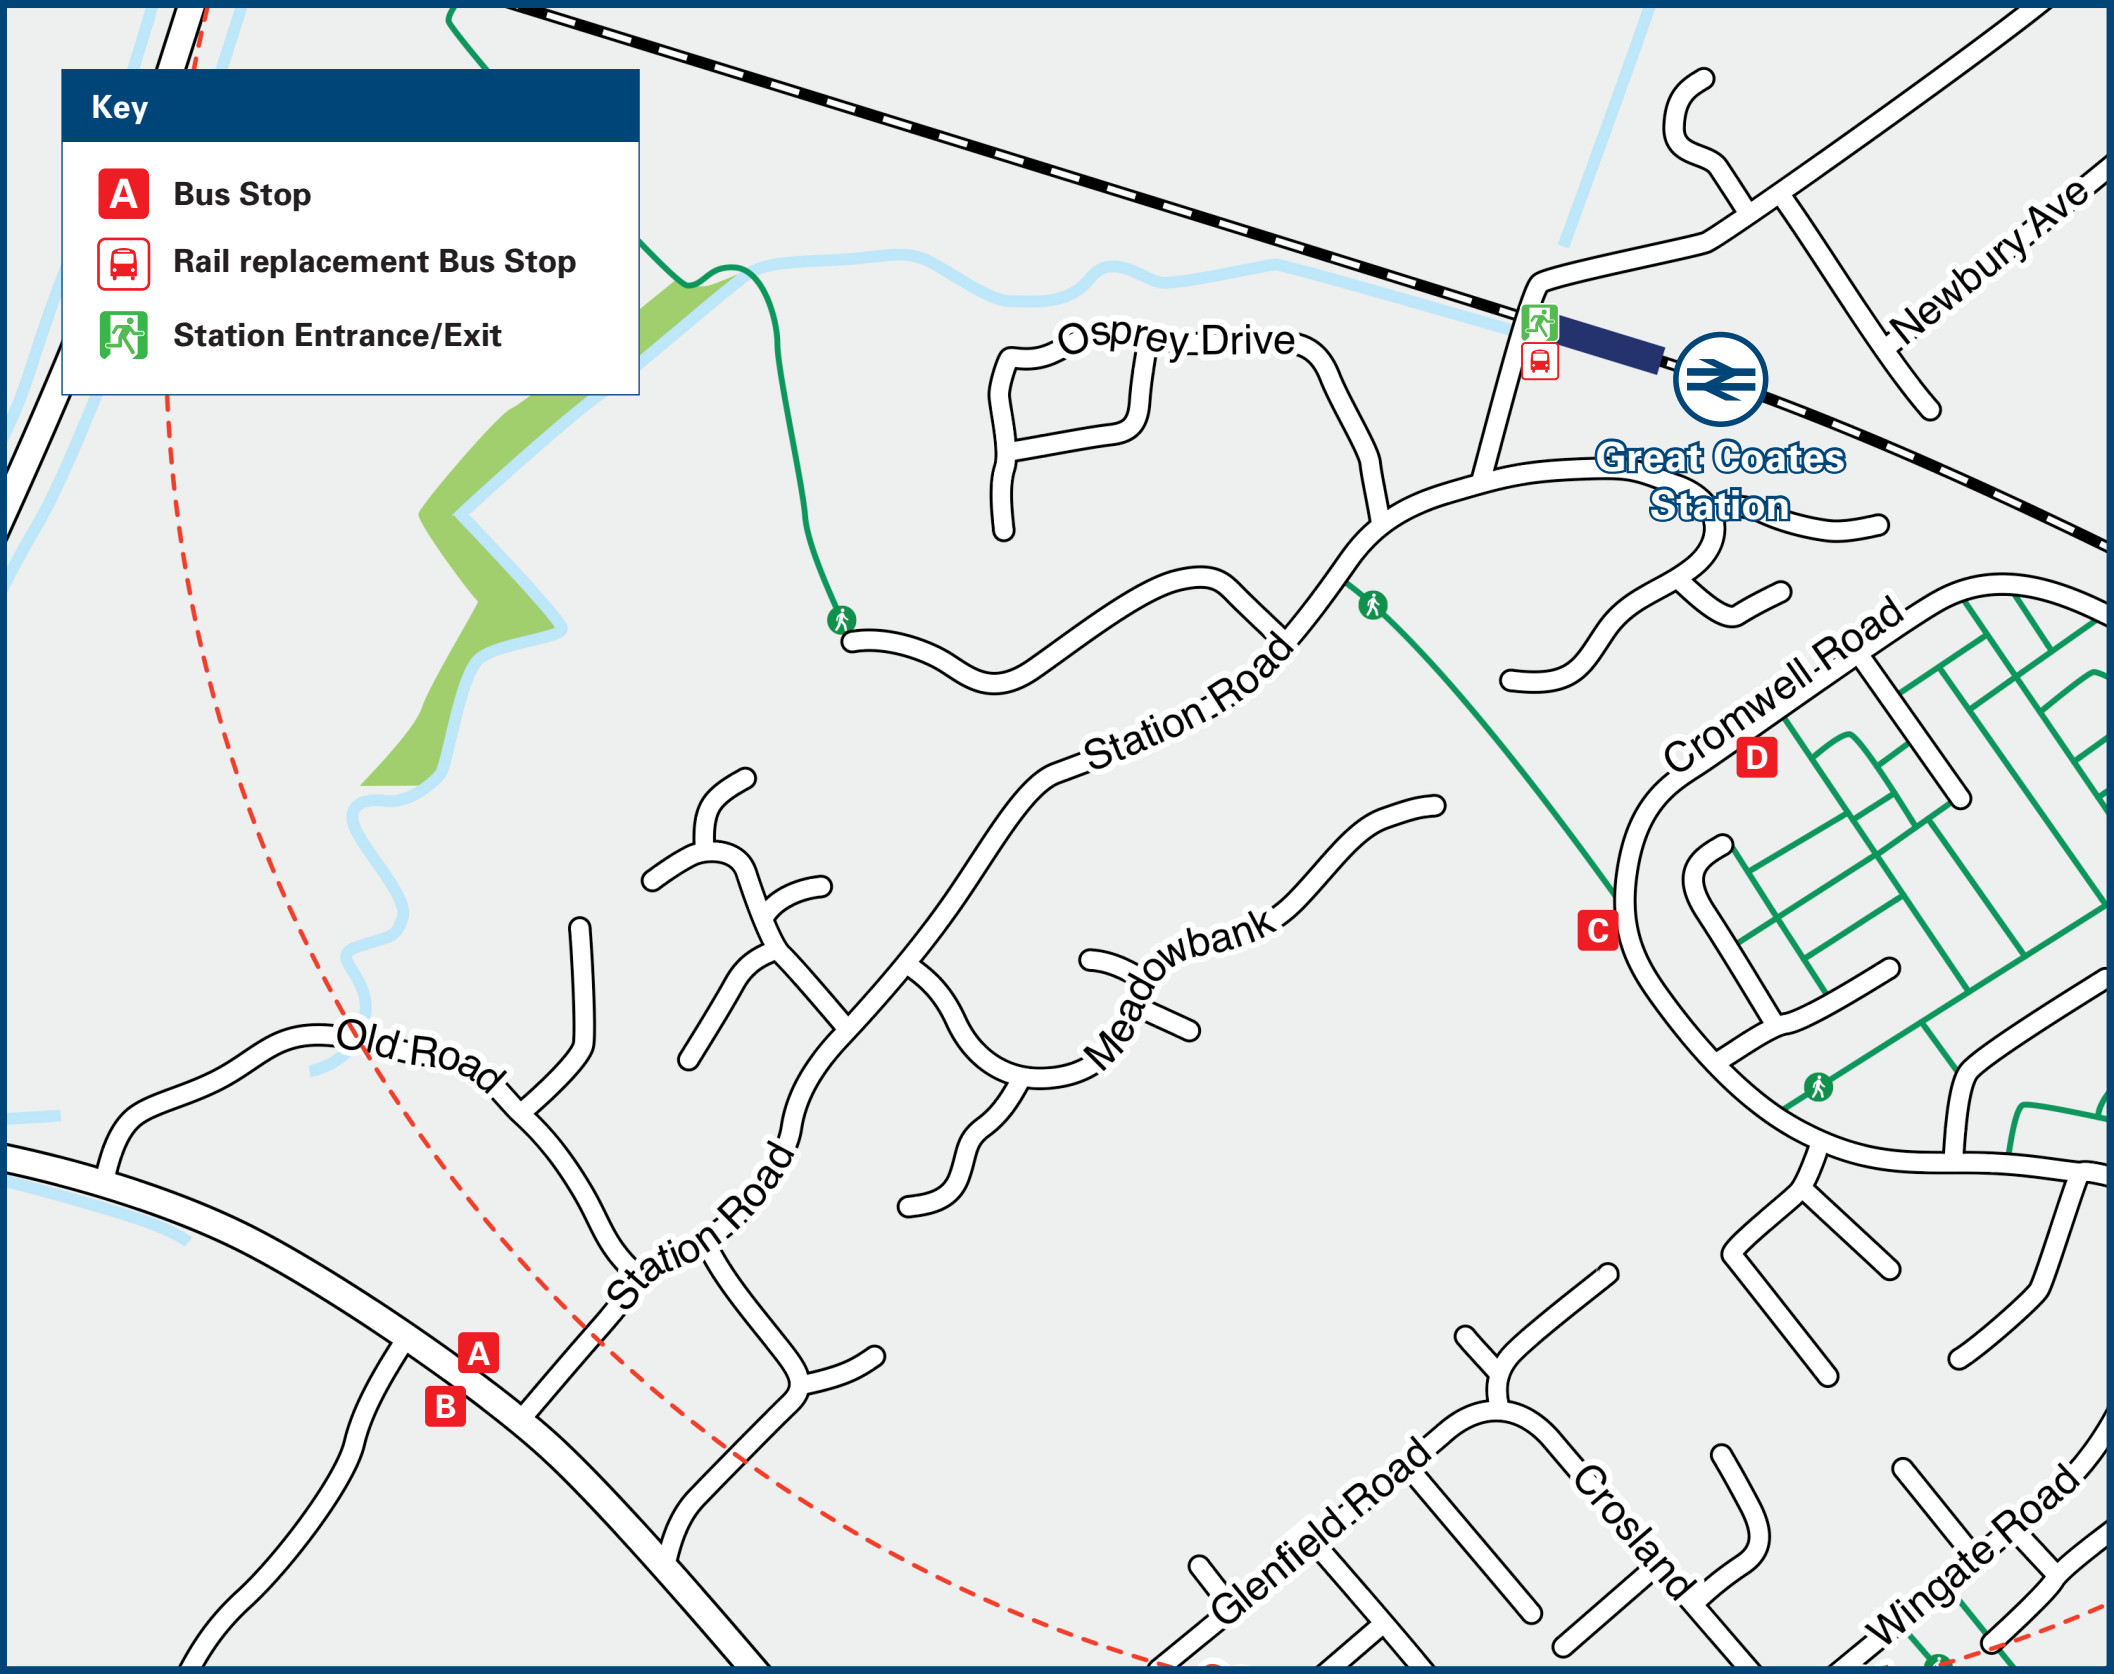 Key
A Bus Stop
Rail replacement Bus Stop
Station Entrance/Exit
Newbury Ave
Osprey Drive
Great Coates
Station
Cromwell Road
D
Station Road
C
Meadowbank
Old Road
Station Road
A
B
Glenfield Road
Crosland
Wingate Road